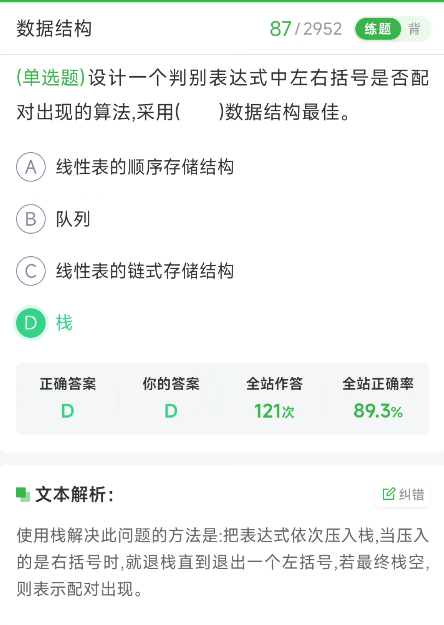 数据结构 87/2952 练题 背
(单选题)设计一个判别表达式中左右括号是否配
对出现的算法,采用(  )数据结构最佳。
A 线性表的顺序存储结构
B 队列
C 线性表的链式存储结构
D 栈
正确答案 你的答案 全站作答 全站正确率
D D 121次 89.3%
文本解析: 纠错
使用栈解决此问题的方法是:把表达式依次压入栈,当压入
的是右括号时,就退栈直到退出一个左括号,若最终栈空,
则表示配对出现。